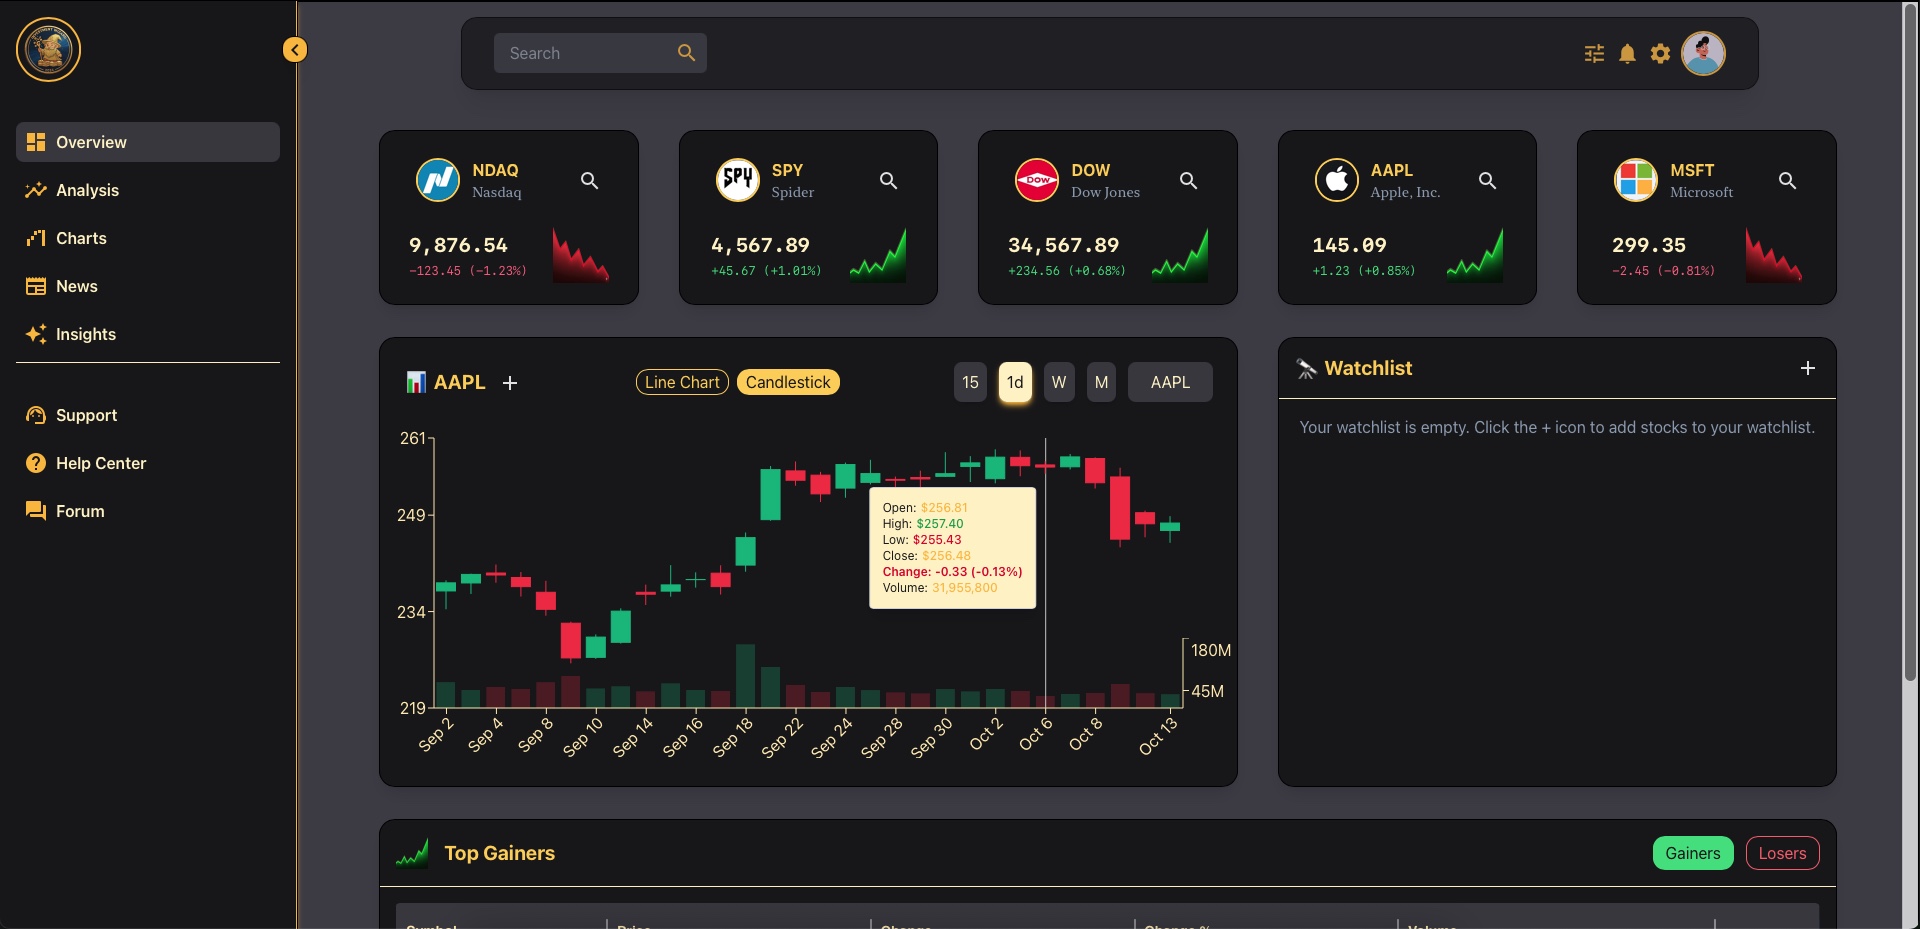 Search
Overview
Analysis
Charts
News
Insights
Support
Help Center
Forum
NDAQ
Nasdaq
9,876.54
-123.45 (-1.23%)
SPY
SPY
Spider
4,567.89
+45.67 (+1.01%)
DOW
DOW
Dow Jones
34,567.89
+234.56 (+0.68%)
AAPL
Apple, Inc.
145.09
+1.23 (+0.85%)
MSFT
Microsoft
299.35
-2.45 (-0.81%)
AAPL +
Line Chart
Candlestick
15
1d
W
M
AAPL
261
249
234
219
Open: $256.81
High: $257.40
Low: $255.43
Close: $256.48
Change: -0.33 (-0.13%)
Volume: 31,955,800
180M
45M
Sep 2
Sep 4
Sep 8
Sep 10
Sep 14
Sep 16
Sep 18
Sep 22
Sep 24
Sep 28
Sep 30
Oct 2
Oct 6
Oct 8
Oct 13
Watchlist +
Your watchlist is empty. Click the + icon to add stocks to your watchlist.
Top Gainers
Gainers
Losers
Symbol
Price
Change
Change %
Volume